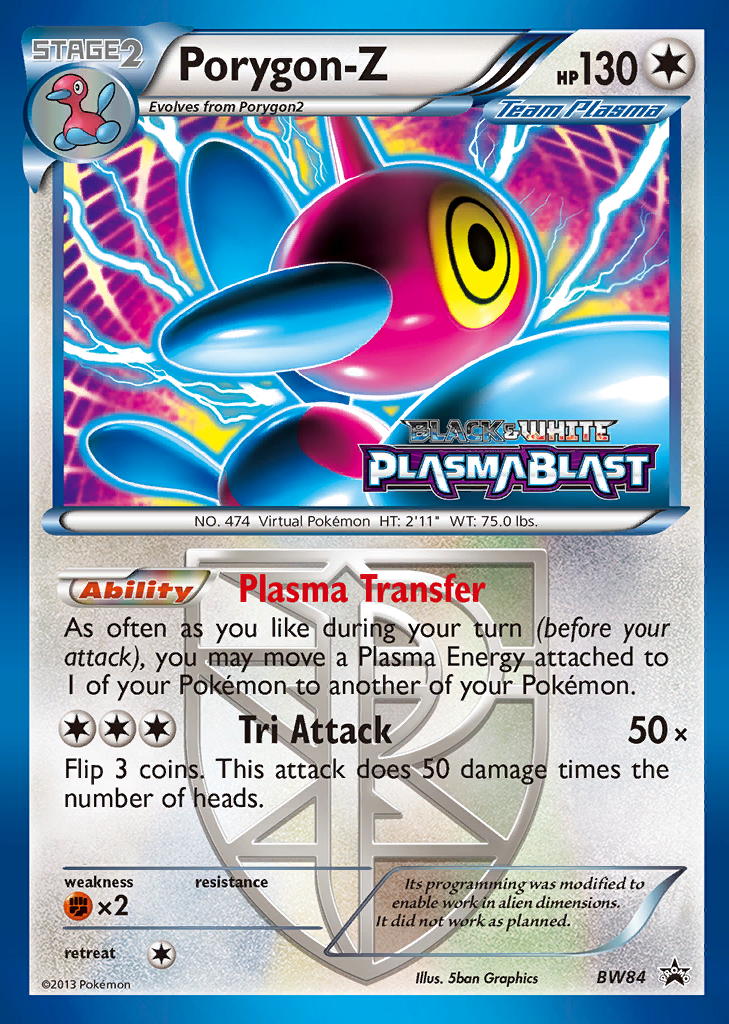 STAGE2
Porygon-Z
HP130
Evolves from Porygon2
Team Plasma
BLACK&WHITE
PLASMA BLAST
NO. 474 Virtual Pokémon HT: 2'11" WT: 75.0 lbs.
Ability Plasma Transfer
As often as you like during your turn (before your
attack), you may move a Plasma Energy attached to
1 of your Pokémon to another of your Pokémon.
Tri Attack 50×
Flip 3 coins. This attack does 50 damage times the
number of heads.
weakness resistance
×2
Its programming was modified to
enable work in alien dimensions.
It did not work as planned.
retreat
©2013 Pokémon
Illus. 5ban Graphics
BW84
PROMO